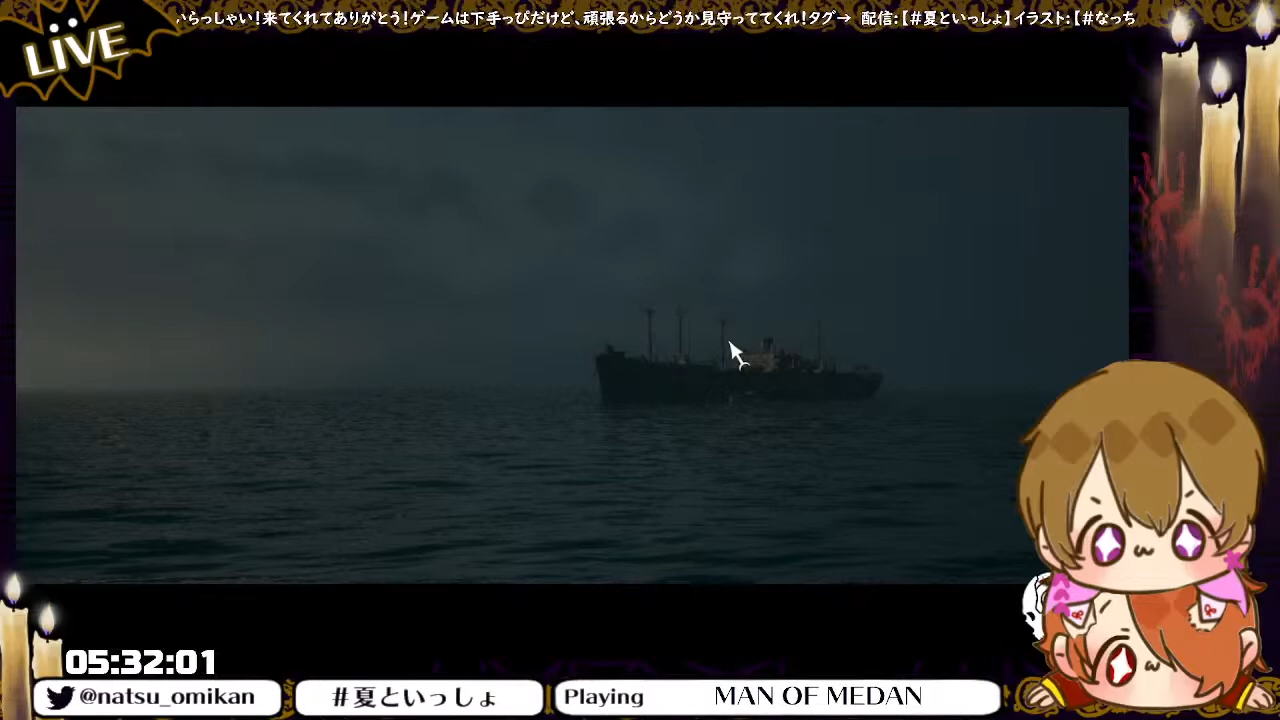 いらっしゃい!来てくれてありがとう!ゲームは下手っぴだけど、頑張るからどうか見守っててくれ!タグ→ 配信:【#夏といっしょ】イラスト:【#なっち
LiVE
05:32:01
@natsu_omikan
#夏といっしょ
Playing MAN OF MEDAN